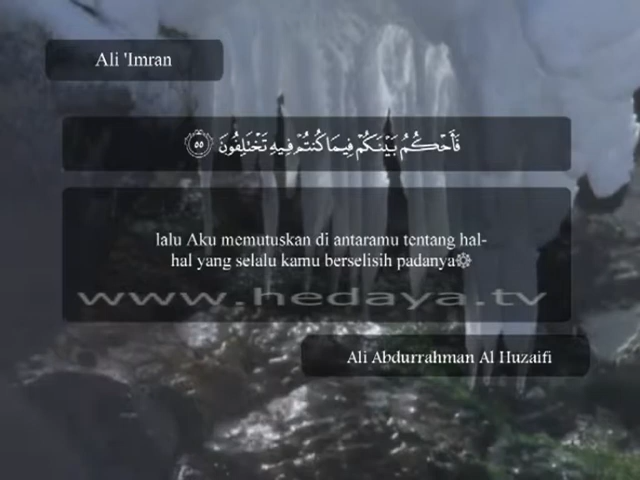 Ali 'Imran
فَأَحْكُمُ بَيْنَكُمْ فِيمَا كُنتُمْ فِيهِ تَخْتَلِفُونَ ٥٥
lalu Aku memutuskan di antaramu tentang hal-
hal yang selalu kamu berselisih padanya۞
www.hedaya.tv
Ali Abdurrahman Al Huzaifi